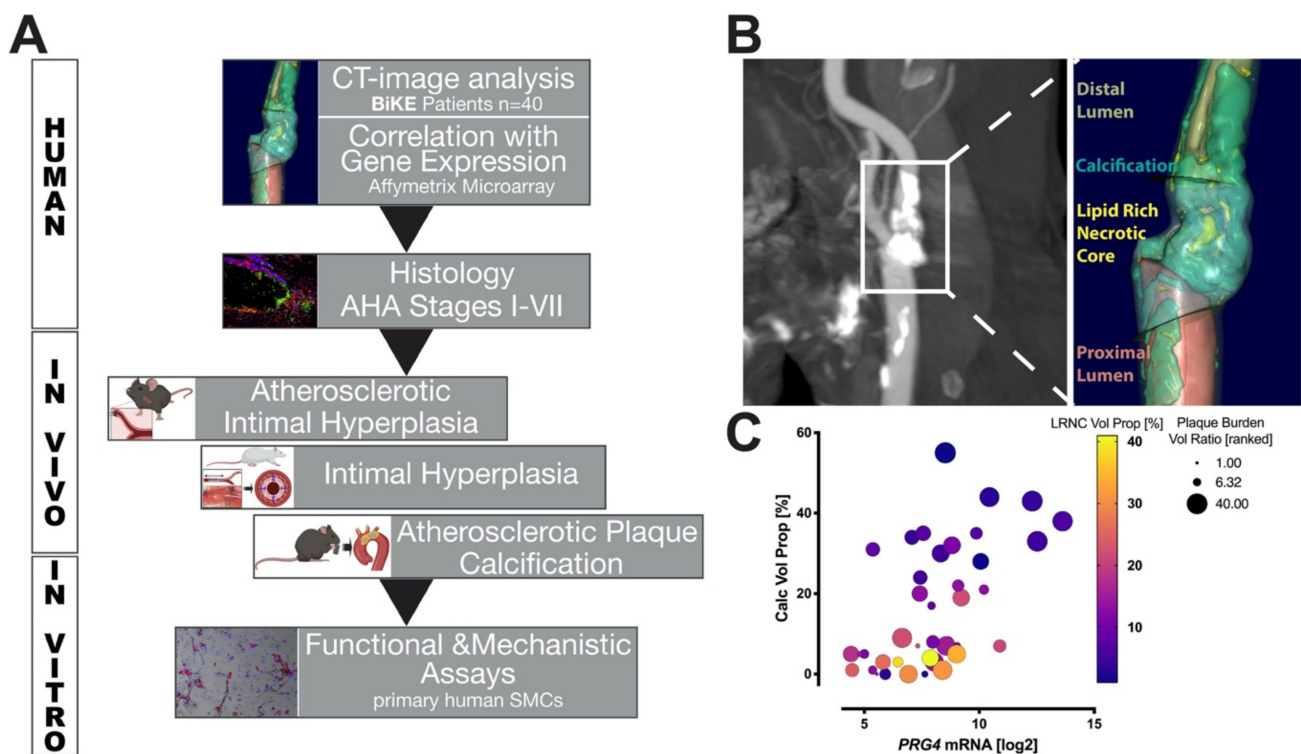 A
HUMAN
CT-image analysis
BiKE Patients n=40
Correlation with
Gene Expression
Affymetrix Microarray
Histology
AHA Stages I-VII
IN VIVO
Atherosclerotic
Intimal Hyperplasia
Intimal Hyperplasia
Atherosclerotic Plaque
Calcification
IN VITRO
Functional &Mechanistic
Assays
primary human SMCs
B
Distal
Lumen
Calcification
Lipid Rich
Necrotic
Core
Proximal
Lumen
C
LRNC Vol Prop [%]
Plaque Burden
Vol Ratio [ranked]
1.00
6.32
40.00
40
30
20
10
Calc Vol Prop [%]
60
40
20
0
5
10
15
PRG4 mRNA [log2]